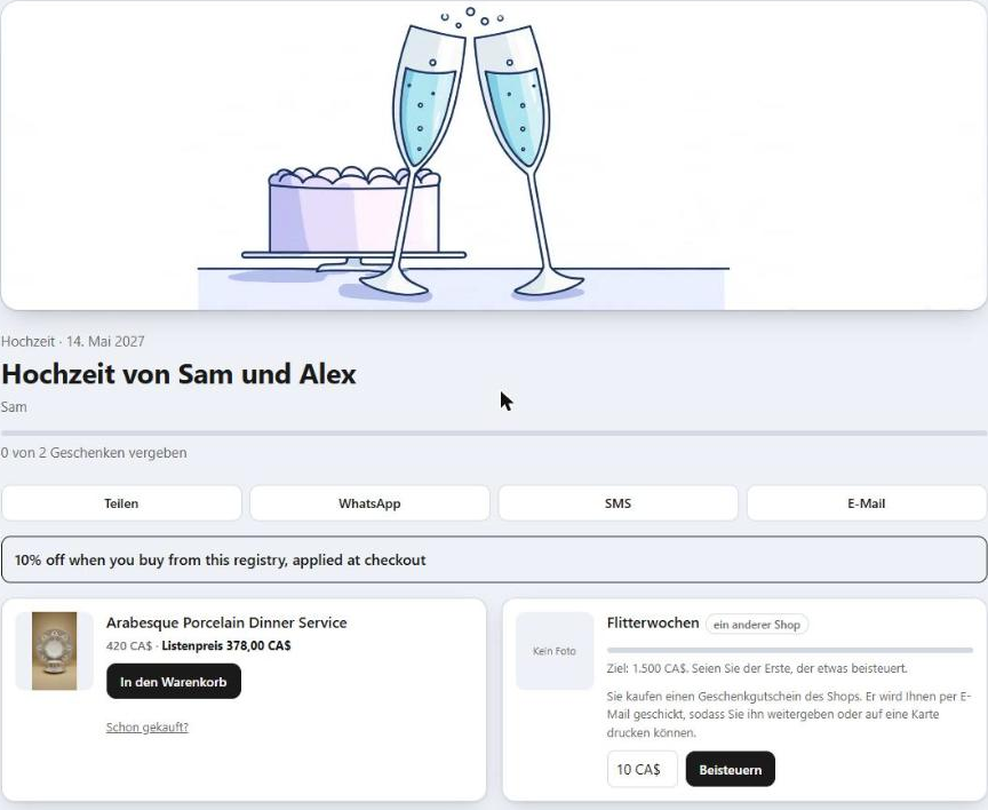 Hochzeit · 14. Mai 2027
Hochzeit von Sam und Alex
Sam
0 von 2 Geschenken vergeben
Teilen
WhatsApp
SMS
E-Mail
10% off when you buy from this registry, applied at checkout
Arabesque Porcelain Dinner Service
420 CA$ · Listenpreis 378,00 CA$
In den Warenkorb
Schon gekauft?
Kein Foto
Flitterwochen ein anderer Shop
Ziel: 1.500 CA$. Seien Sie der Erste, der etwas beisteuert.
Sie kaufen einen Geschenkgutschein des Shops. Er wird Ihnen per E-
Mail geschickt, sodass Sie ihn weitergeben oder auf eine Karte
drucken können.
10 CA$
Beisteuern